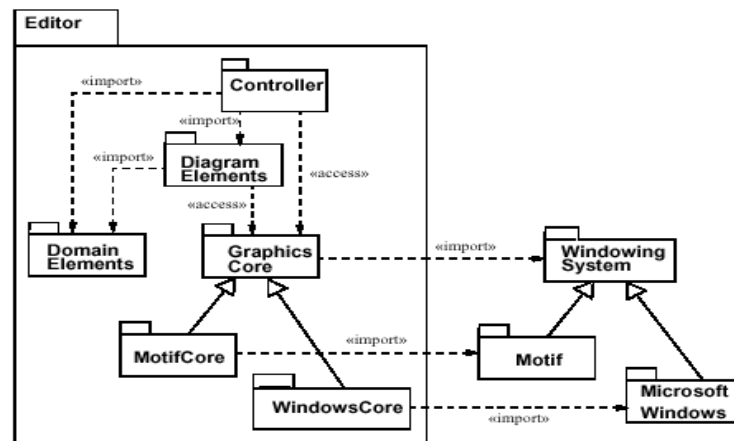 Editor
«import»
Controller
«import»
«import»
Diagram
Elements
«access»
«access»
Domain
Elements
Graphics
Core
«import»
Windowing
System
MotifCore
«import»
Motif
WindowsCore
«import»
Microsoft
Windows